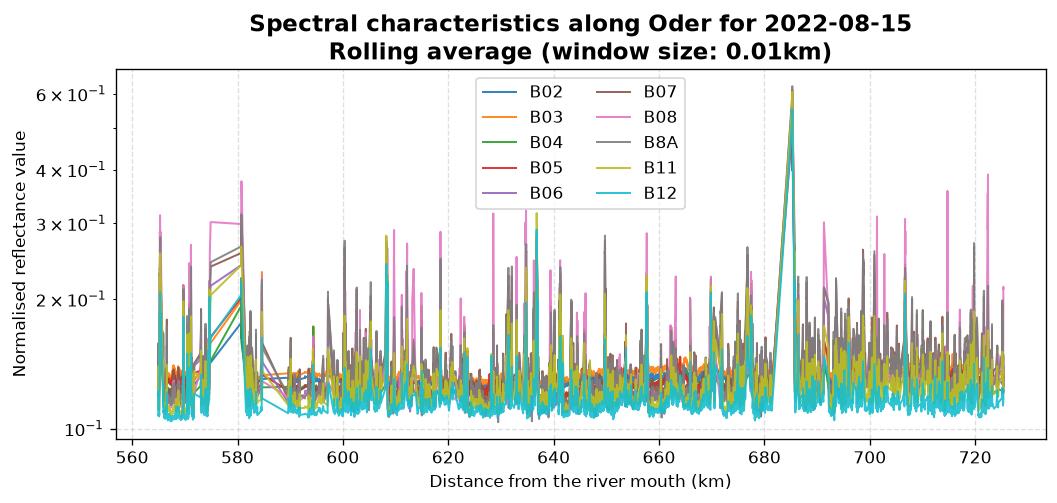 Spectral characteristics along Oder for 2022-08-15
Rolling average (window size: 0.01km)
Normalised reflectance value
6 × 10⁻¹
4 × 10⁻¹
3 × 10⁻¹
2 × 10⁻¹
10⁻¹
B02
B03
B04
B05
B06
B07
B08
B8A
B11
B12
560 580 600 620 640 660 680 700 720
Distance from the river mouth (km)